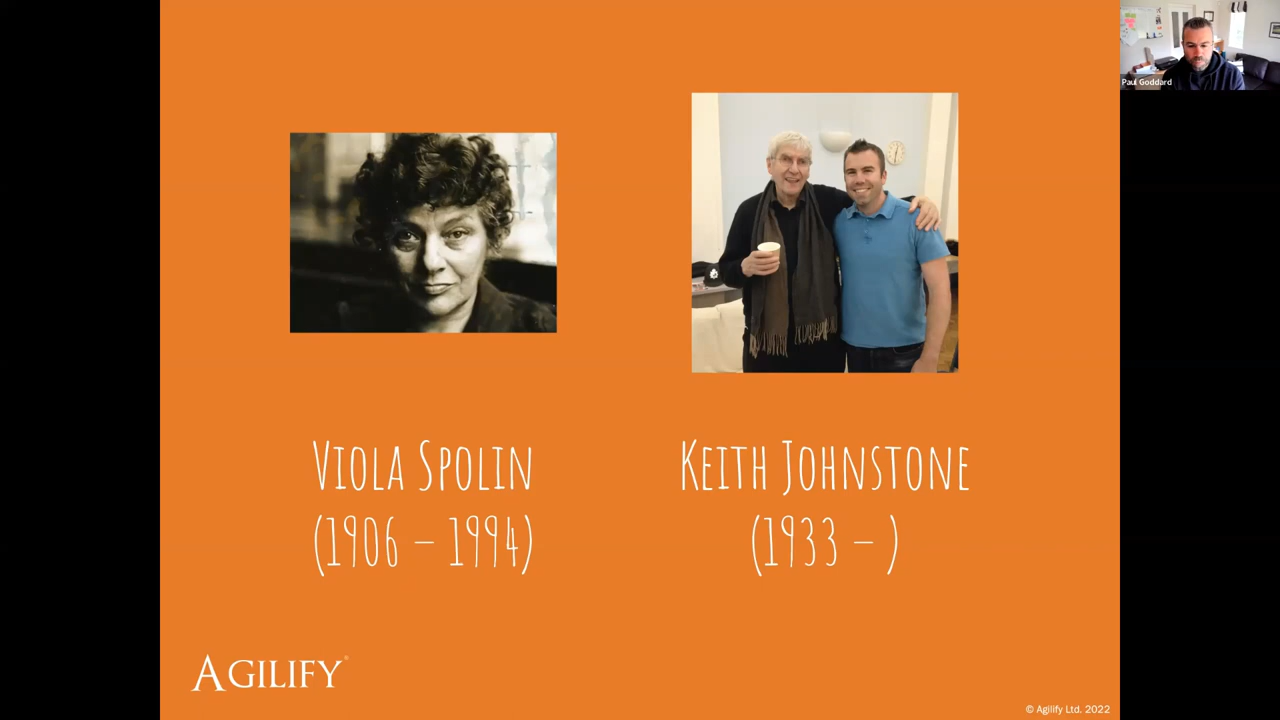 Paul Goddard
VIOLA SPOLIN
(1906 – 1994)
KEITH JOHNSTONE
(1933 – )
AGILIFY®
© Agilify Ltd. 2022